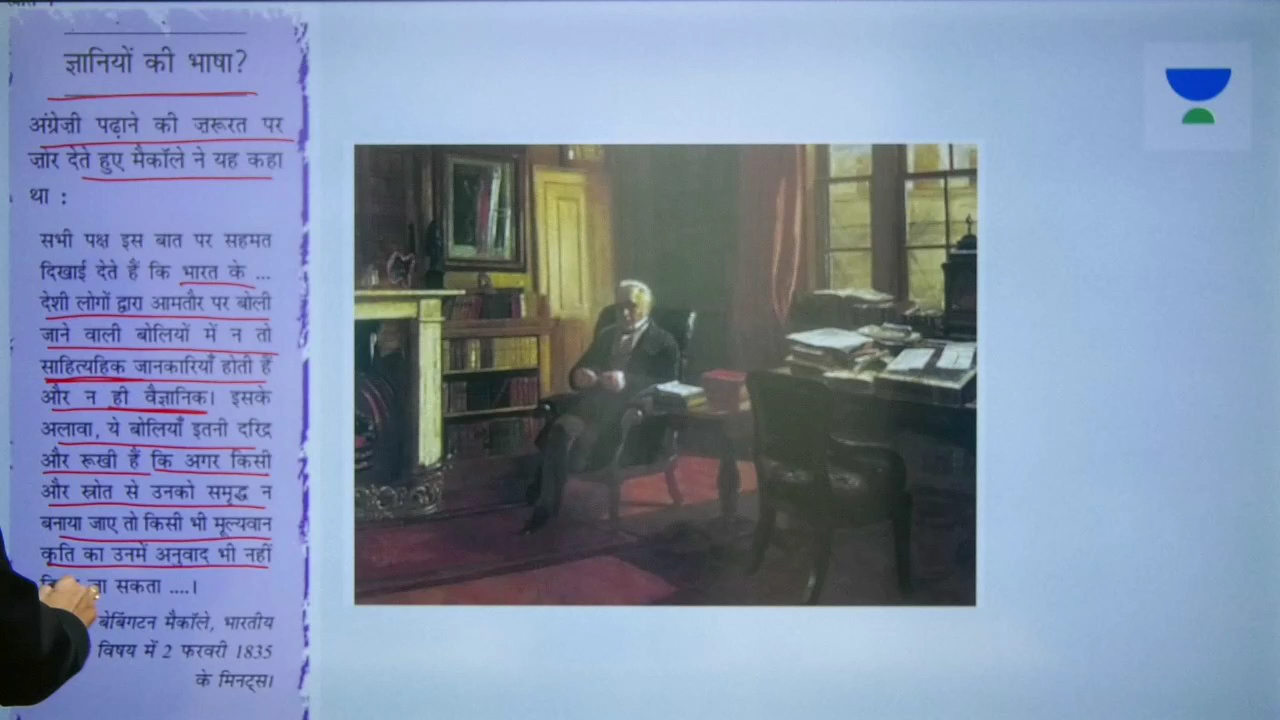 ज्ञानियों की भाषा?
अंग्रेज़ी पढ़ाने की ज़रूरत पर
ज़ोर देते हुए मैकॉले ने यह कहा
था :
सभी पक्ष इस बात पर सहमत
दिखाई देते हैं कि भारत के ...
देशी लोगों द्वारा आमतौर पर बोली
जाने वाली बोलियों में न तो
साहित्यहिक जानकारियाँ होती हैं
और न ही वैज्ञानिक। इसके
अलावा, ये बोलियाँ इतनी दरिद्र
और रूखी हैं कि अगर किसी
और स्रोत से उनको समृद्ध न
बनाया जाए तो किसी भी मूल्यवान
कृति का उनमें अनुवाद भी नहीं
जा सकता ....।
बेबिंगटन मैकॉले, भारतीय
विषय में 2 फरवरी 1835
के मिनट्स।